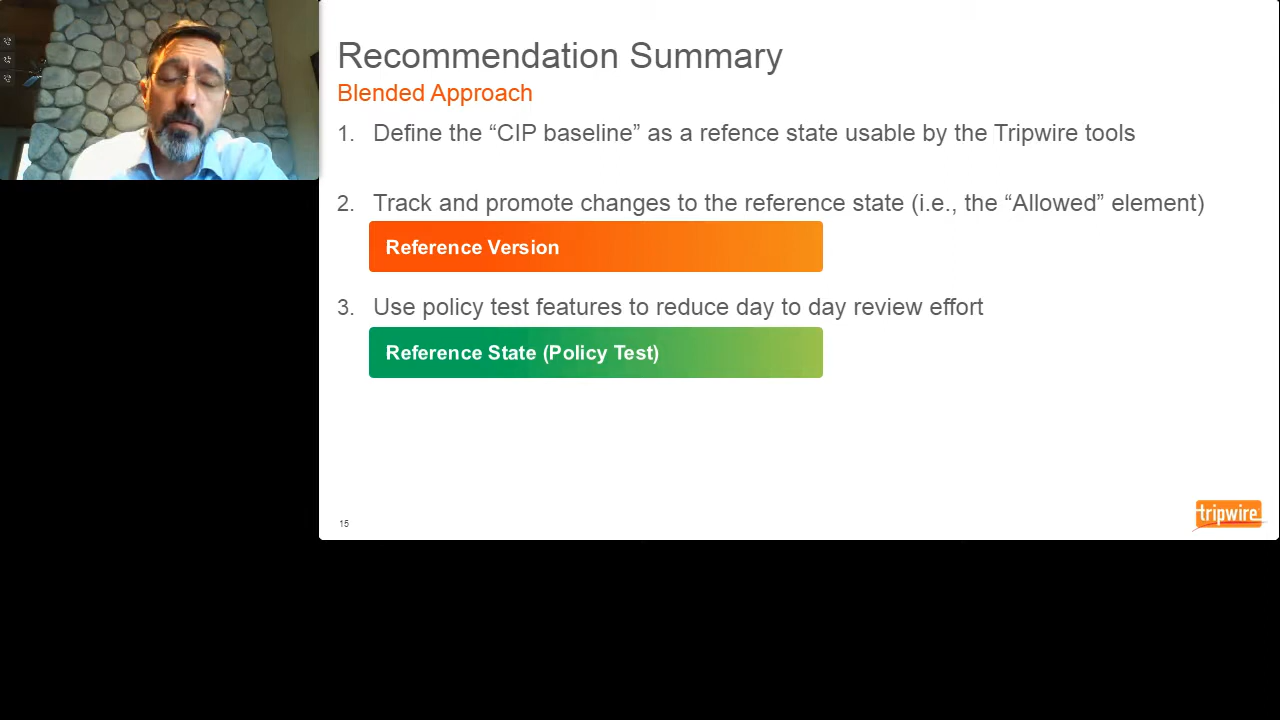 Recommendation Summary
Blended Approach
1. Define the “CIP baseline” as a refence state usable by the Tripwire tools
2. Track and promote changes to the reference state (i.e., the “Allowed” element)
Reference Version
3. Use policy test features to reduce day to day review effort
Reference State (Policy Test)
15
tripwire